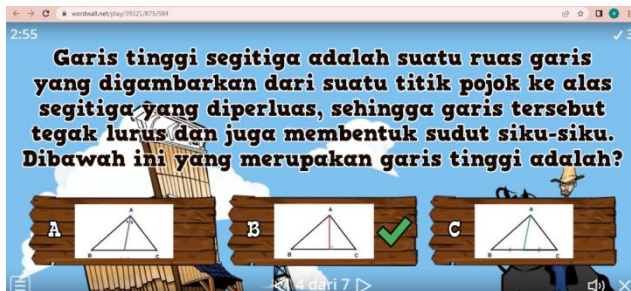 wordwall.net/play/39321/875/584
2:55
✓ 3
Garis tinggi segitiga adalah suatu ruas garis
yang digambarkan dari suatu titik pojok ke alas
segitiga yang diperluas, sehingga garis tersebut
tegak lurus dan juga membentuk sudut siku-siku.
Dibawah ini yang merupakan garis tinggi adalah?
A
A
B C
B
A
B C
C
A
B C
4 dari 7